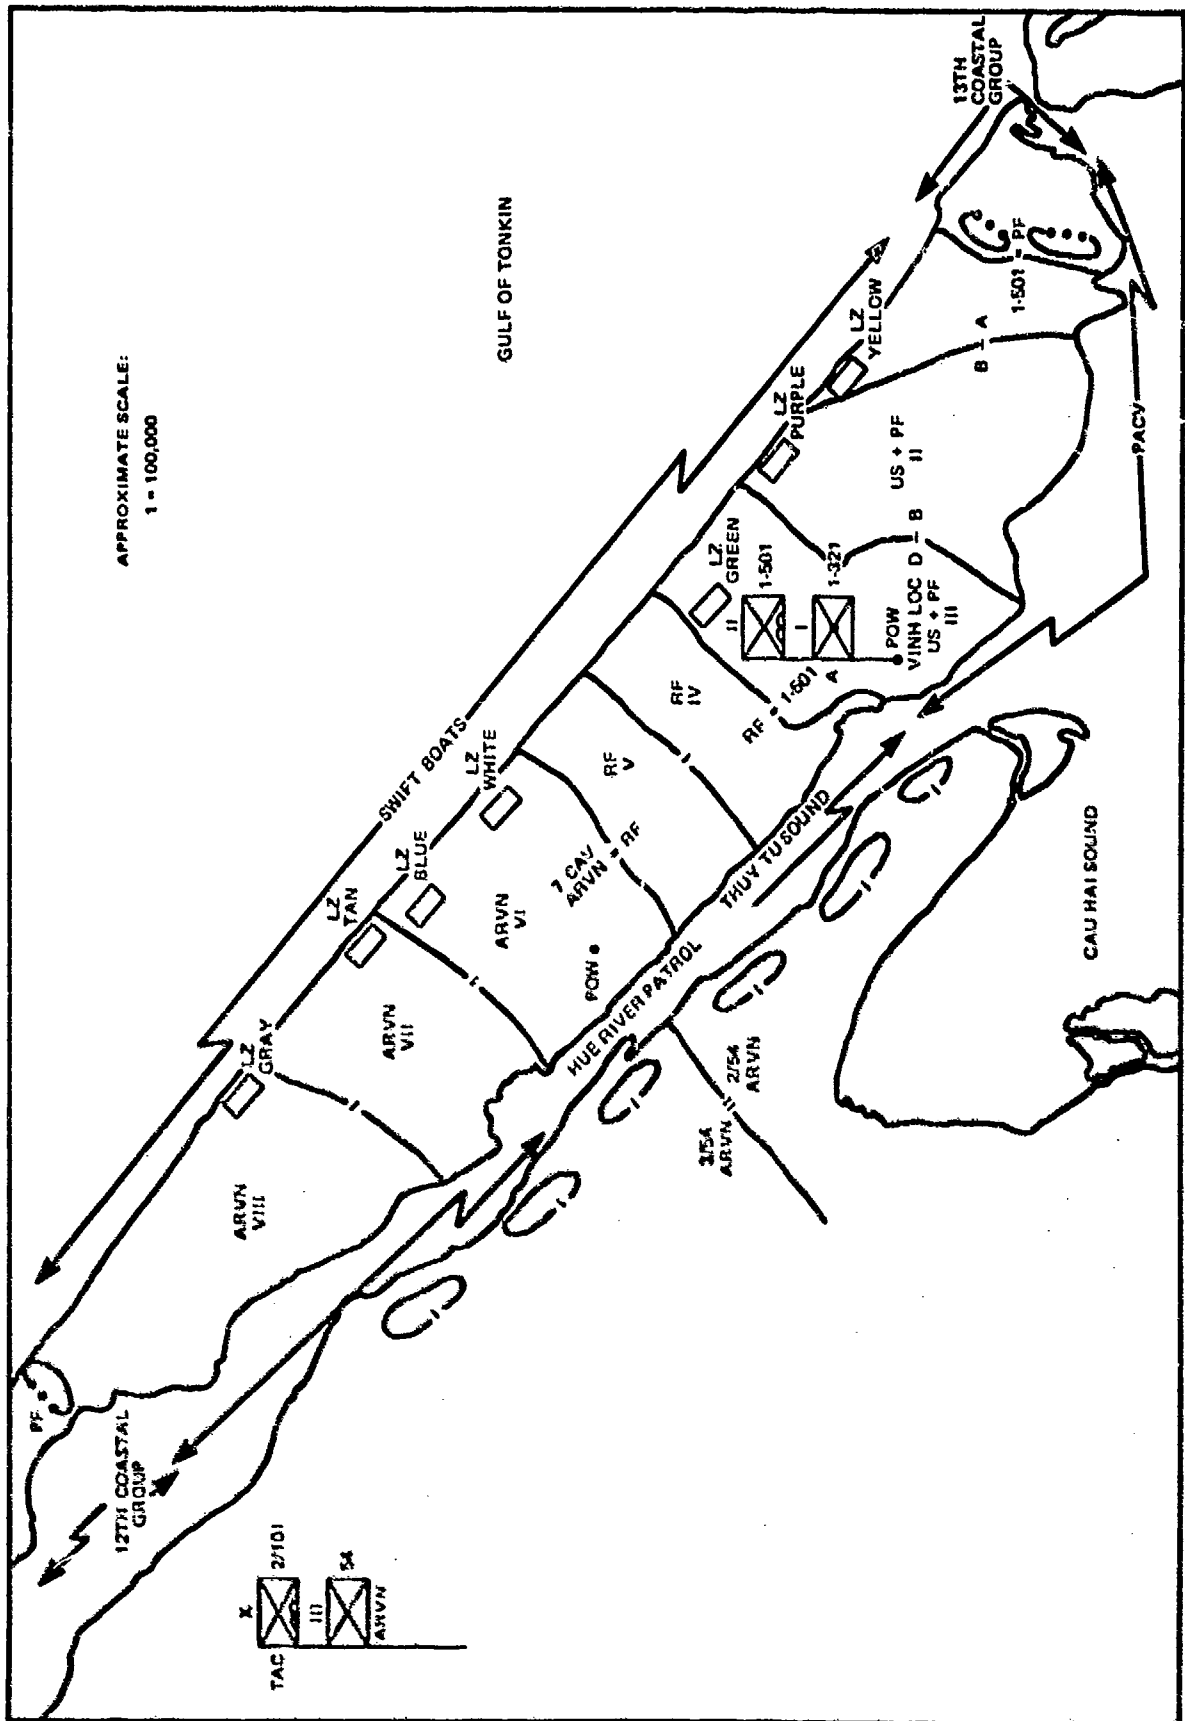 APPROXIMATE SCALE:
1 = 100,000
GULF OF TONKIN
13TH
COASTAL
GROUP
SWIFT BOATS
LZ
GRAY
LZ
TAN
LZ
BLUE
LZ
WHITE
LZ
GREEN
LZ
PURPLE
LZ
YELLOW
PF
12TH COASTAL
GROUP
ARVN
VIII
ARVN
VII
ARVN
VI
POW
7 CAV
ARVN
RF
RF
V
RF
IV
RF
1-501
A
II
1-501
I
1-321
POW
VINH LOC
US + PF
III
D
B
US + PF
II
B
A
1-501
PF
PACV
HUE RIVER PATROL
THUY TU SOUND
CAU HAI SOUND
2/54
ARVN
II
ARVN
X
TAC
2/101
III
54
ARVN